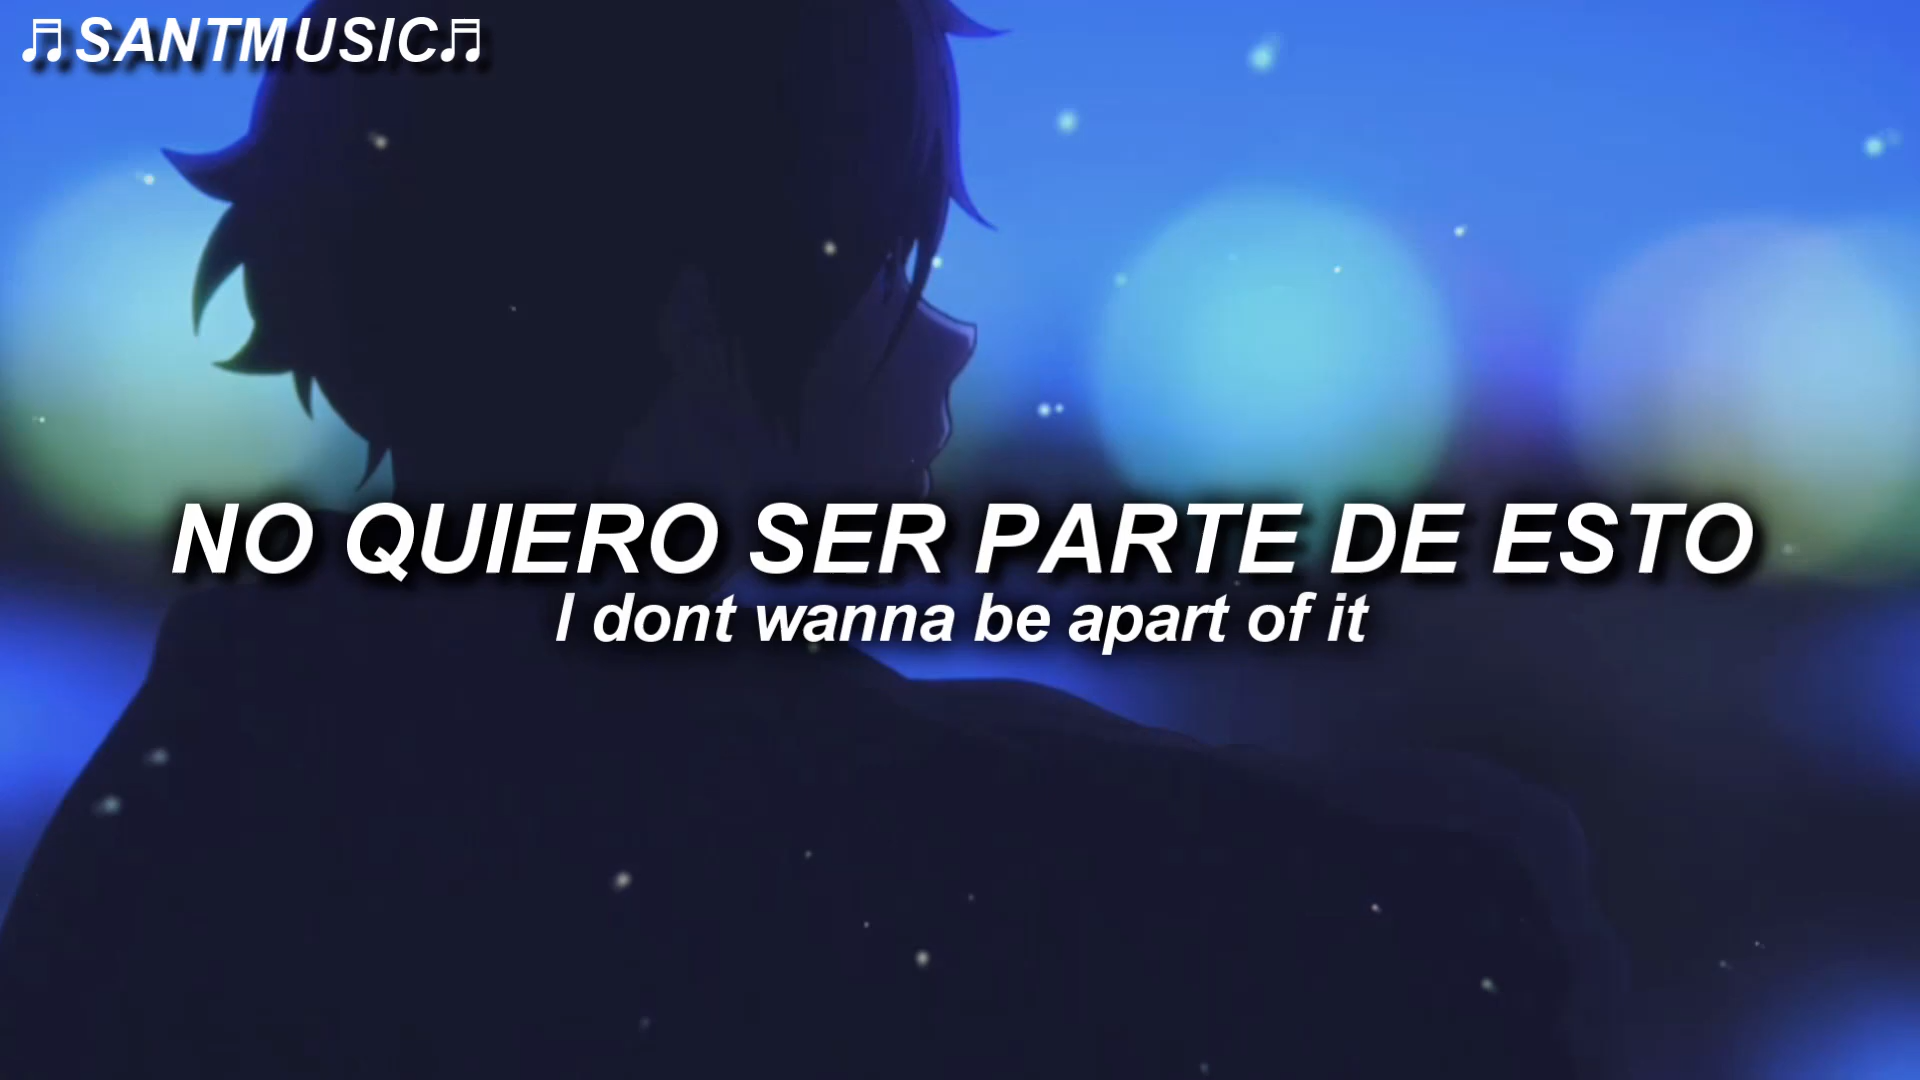 ♬SANTMUSIC♬
NO QUIERO SER PARTE DE ESTO
I dont wanna be apart of it